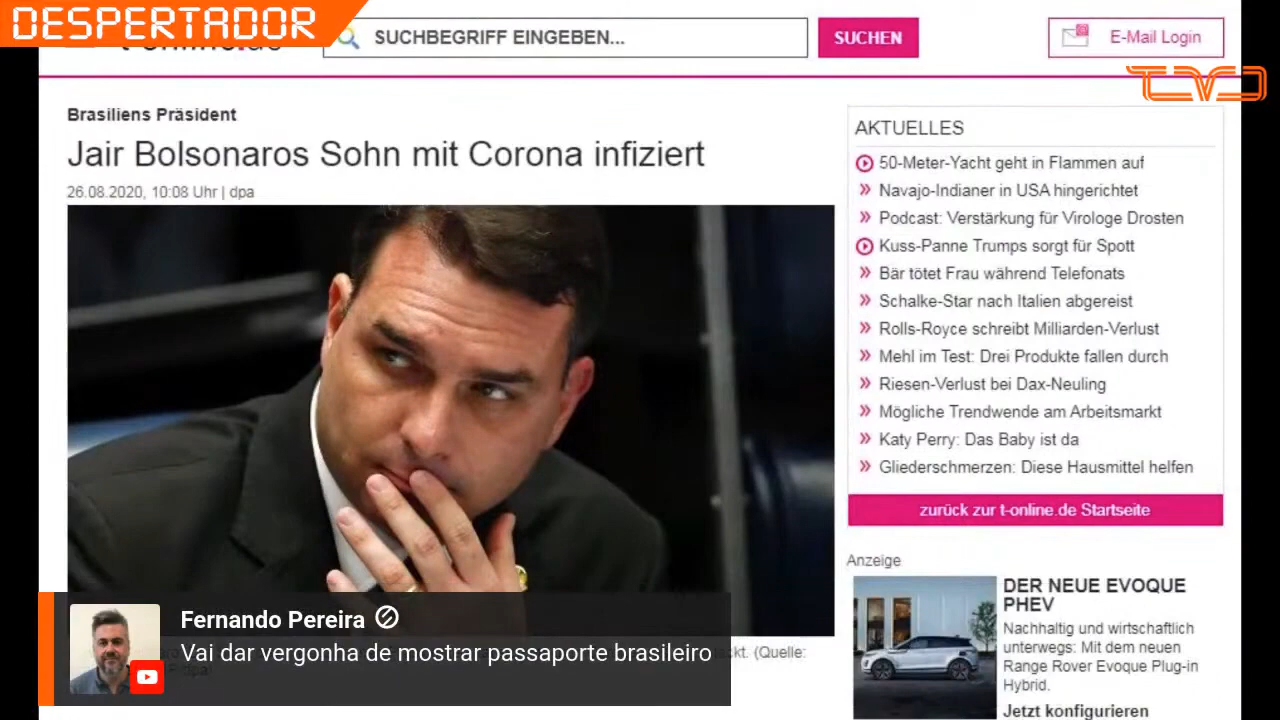 DESPERTADOR
SUCHBEGRIFF EINGEBEN...
SUCHEN
E-Mail Login
TVD
Brasiliens Präsident
Jair Bolsonaros Sohn mit Corona infiziert
26.08.2020, 10:08 Uhr | dpa
AKTUELLES
50-Meter-Yacht geht in Flammen auf
Navajo-Indianer in USA hingerichtet
Podcast: Verstärkung für Virologe Drosten
Kuss-Panne Trumps sorgt für Spott
Bär tötet Frau während Telefonats
Schalke-Star nach Italien abgereist
Rolls-Royce schreibt Milliarden-Verlust
Mehl im Test: Drei Produkte fallen durch
Riesen-Verlust bei Dax-Neuling
Mögliche Trendwende am Arbeitsmarkt
Katy Perry: Das Baby ist da
Gliederschmerzen: Diese Hausmittel helfen
zurück zur t-online.de Startseite
Anzeige
DER NEUE EVOQUE
PHEV
Nachhaltig und wirtschaftlich
unterwegs: Mit dem neuen
Range Rover Evoque Plug-in
Hybrid.
Jetzt konfigurieren
Fernando Pereira
Vai dar vergonha de mostrar passaporte brasileiro
(Quelle: